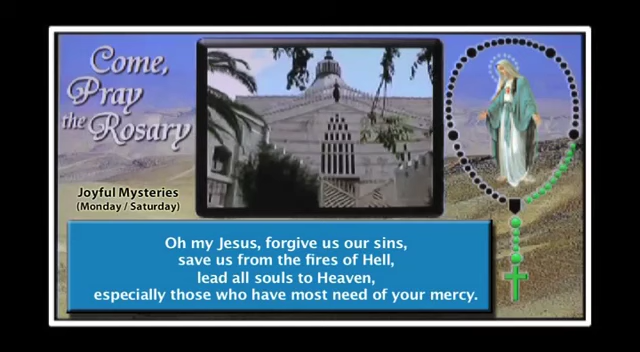 Come,
Pray
the Rosary
Joyful Mysteries
(Monday / Saturday)
Oh my Jesus, forgive us our sins,
save us from the fires of Hell,
lead all souls to Heaven,
especially those who have most need of your mercy.